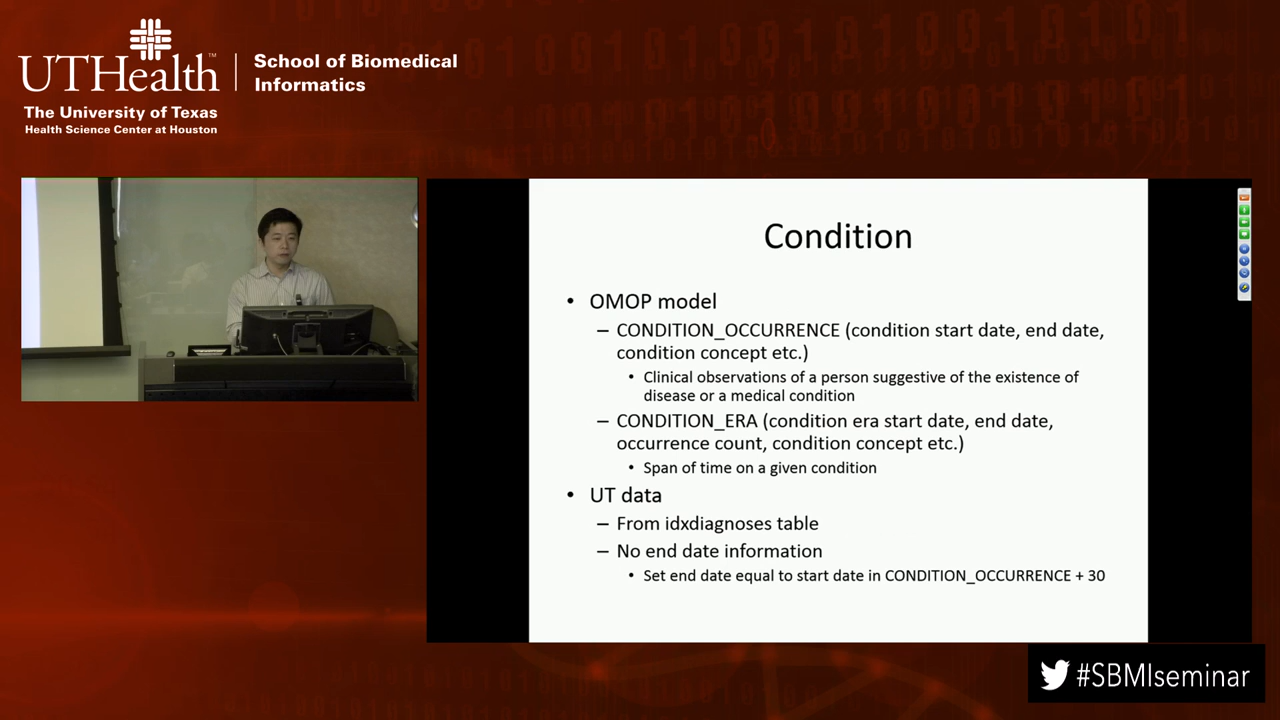 UTHealth™
The University of Texas
Health Science Center at Houston
School of Biomedical
Informatics
Condition
• OMOP model
– CONDITION_OCCURRENCE (condition start date, end date,
condition concept etc.)
• Clinical observations of a person suggestive of the existence of
disease or a medical condition
– CONDITION_ERA (condition era start date, end date,
occurrence count, condition concept etc.)
• Span of time on a given condition
• UT data
– From idxdiagnoses table
– No end date information
• Set end date equal to start date in CONDITION_OCCURRENCE + 30
#SBMIseminar